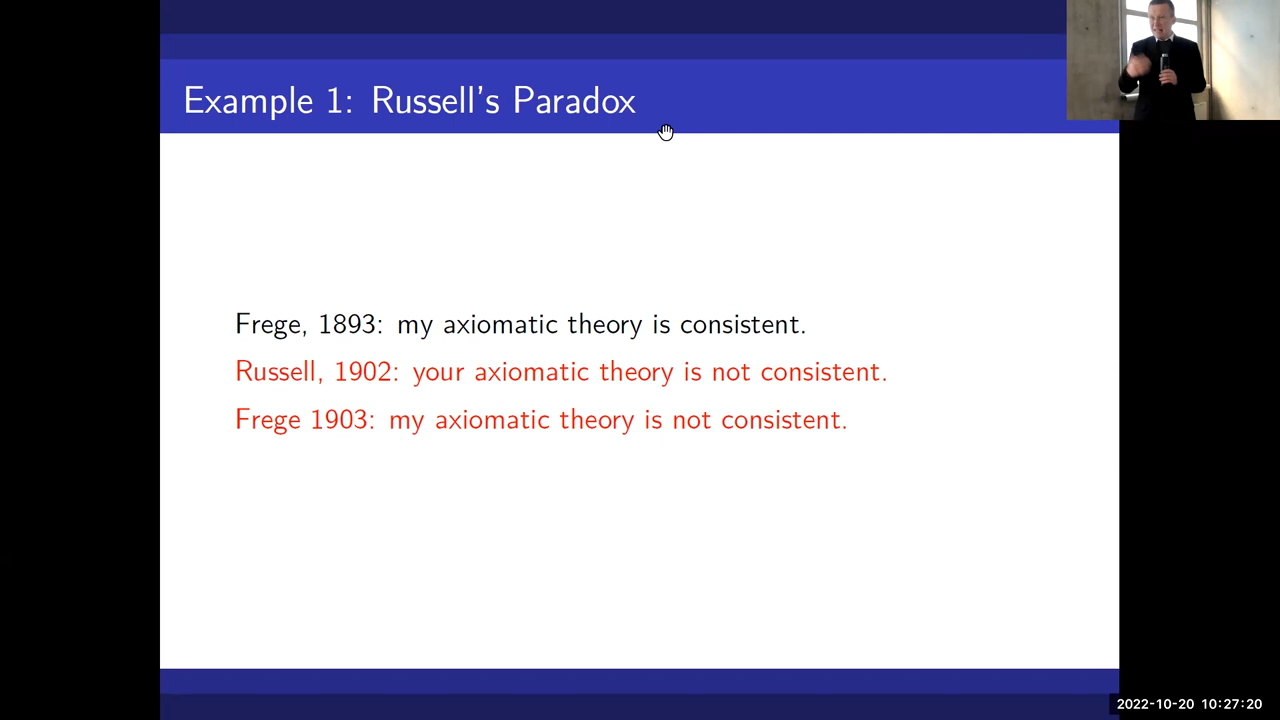 Example 1: Russell's Paradox
Frege, 1893: my axiomatic theory is consistent.
Russell, 1902: your axiomatic theory is not consistent.
Frege 1903: my axiomatic theory is not consistent.
2022-10-20 10:27:20